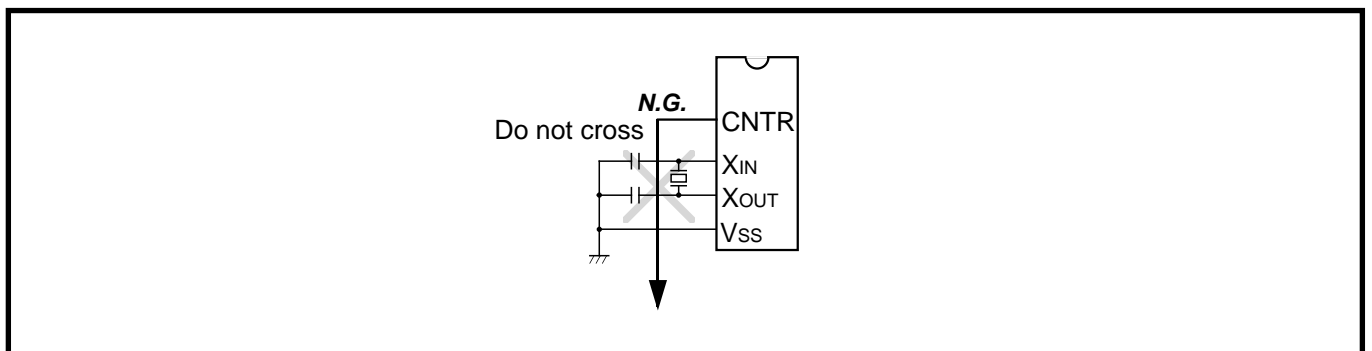 N.G.
CNTR
Do not cross
XIN
XOUT
VSS